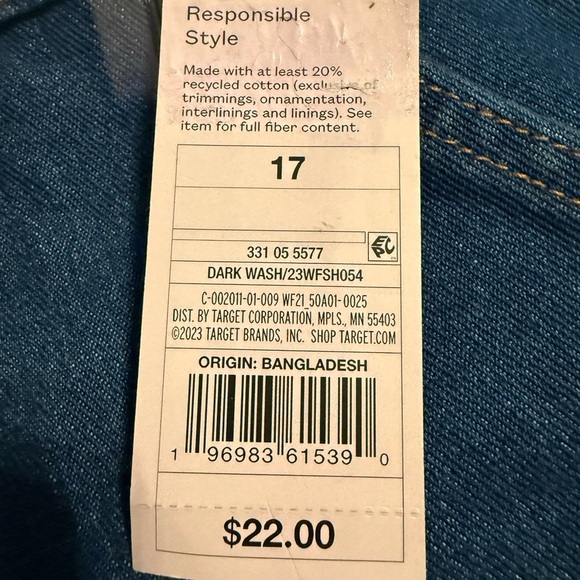 Responsible
Style
Made with at least 20%
recycled cotton (exclusive of
trimmings, ornamentation,
interlinings and linings). See
item for full fiber content.
17
EPC
331 05 5577
DARK WASH/23WFSH054
C-002011-01-009 WF21_50A01-0025
DIST. BY TARGET CORPORATION, MPLS., MN 55403
©2023 TARGET BRANDS, INC. SHOP TARGET.COM
ORIGIN: BANGLADESH
1 96983 61539 0
$22.00